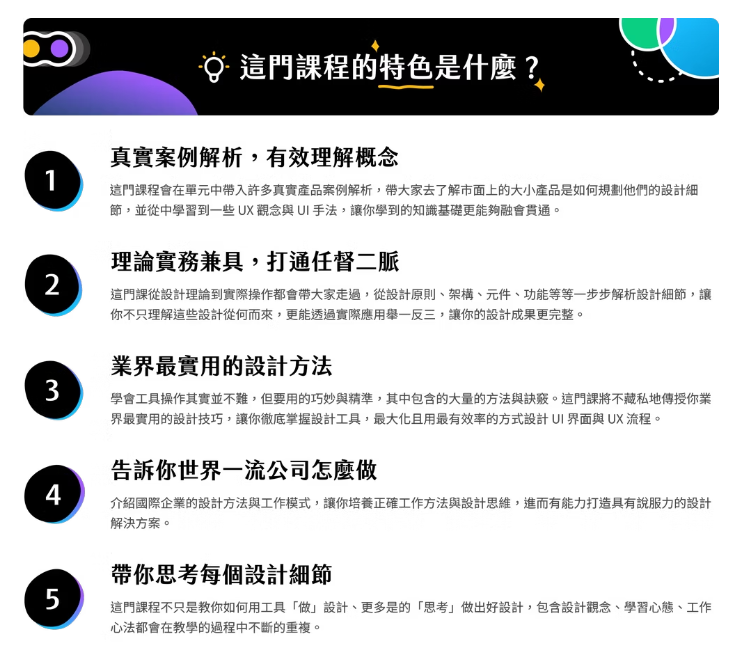 這門課程的特色是什麼？
1
真實案例解析，有效理解概念
這門課程會在單元中帶入許多真實產品案例解析，帶大家去了解市面上的大小產品是如何規劃他們的設計細
節，並從中學習到一些 UX 觀念與 UI 手法，讓你學到的知識基礎更能夠融會貫通。
2
理論實務兼具，打通任督二脈
這門課從設計理論到實際操作都會帶大家走過，從設計原則、架構、元件、功能等等一步步解析設計細節，讓
你不只理解這些設計從何而來，更能透過實際應用舉一反三，讓你的設計成果更完整。
3
業界最實用的設計方法
學會工具操作其實並不難，但要用的巧妙與精準，其中包含的大量的方法與訣竅。這門課將不藏私地傳授你業
界最實用的設計技巧，讓你徹底掌握設計工具，最大化且用最有效率的方式設計 UI 界面與 UX 流程。
4
告訴你世界一流公司怎麼做
介紹國際企業的設計方法與工作模式，讓你培養正確工作方法與設計思維，進而有能力打造具有說服力的設計
解決方案。
5
帶你思考每個設計細節
這門課程不只是教你如何用工具「做」設計、更多是的「思考」做出好設計，包含設計觀念、學習心態、工作
心法都會在教學的過程中不斷的重複。